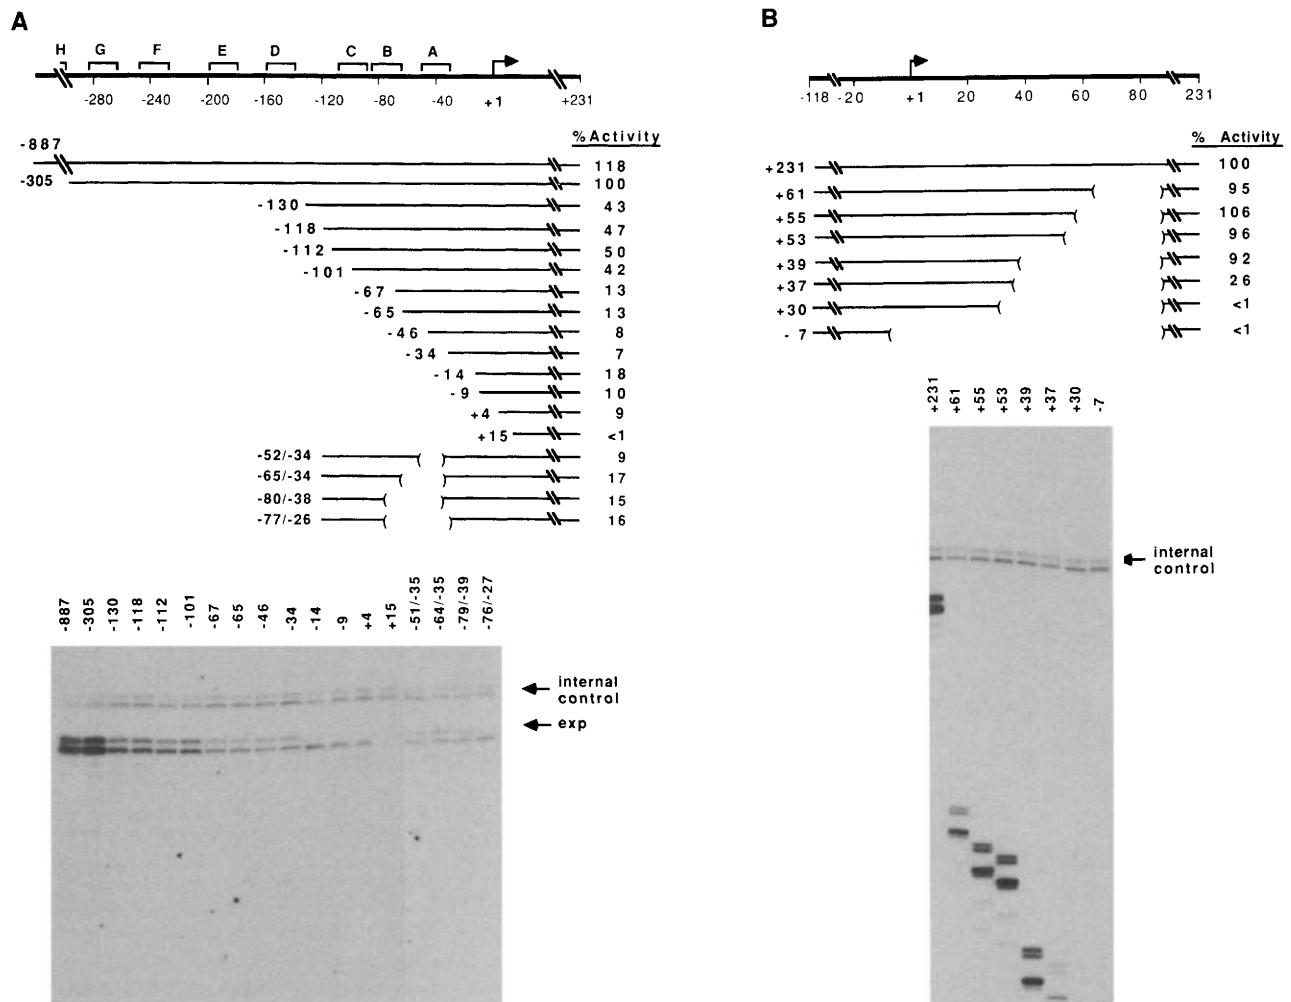 A
H G F E D C B A
-280 -240 -200 -160 -120 -80 -40 +1 +231
% Activity
-887 118
-305 100
-130 43
-118 47
-112 50
-101 42
-67 13
-65 13
-46 8
-34 7
-14 18
-9 10
+4 9
+15 <1
-52/-34 9
-65/-34 17
-80/-38 15
-77/-26 16
-887 -305 -130 -118 -112 -101 -67 -65 -46 -34 -14 -9 +4 +15 -51/-35 -64/-35 -79/-39 -76/-27
internal
control
exp
B
-118 -20 +1 20 40 60 80 231
% Activity
+231 100
+61 95
+55 106
+53 96
+39 92
+37 26
+30 <1
-7 <1
+231 +61 +55 +53 +39 +37 +30 -7
internal
control